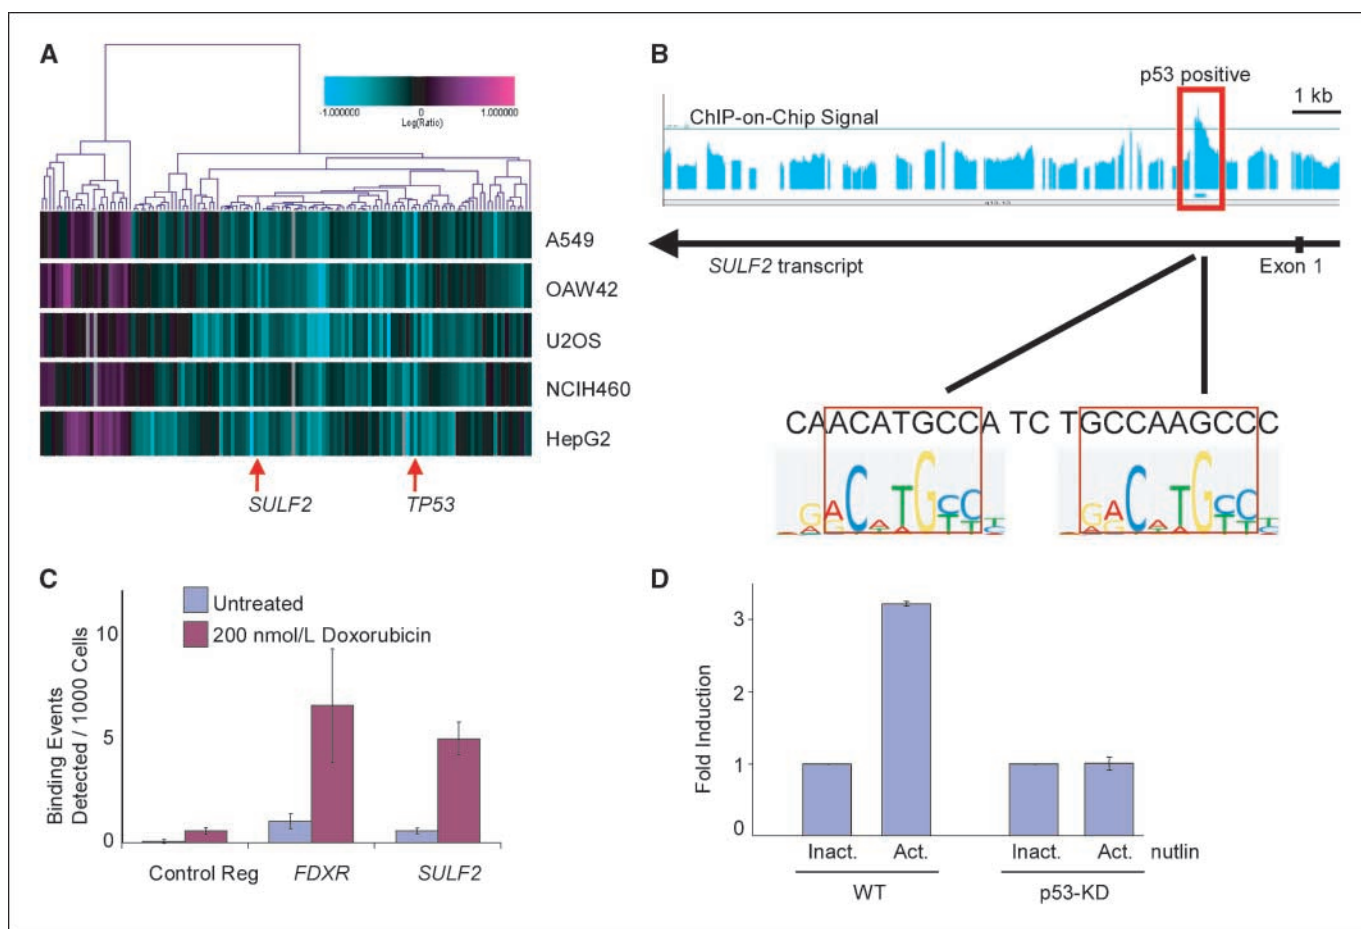 A
-1.000000 0 1.000000
Log(Ratio)
A549
OAW42
U2OS
NCIH460
HepG2
SULF2 TP53
B
p53 positive
1 kb
ChIP-on-Chip Signal
SULF2 transcript
Exon 1
CAACATGCCA TC TGCCAAGCCC
C
Untreated
200 nmol/L Doxorubicin
Binding Events
Detected / 1000 Cells
10
5
0
Control Reg FDXR SULF2
D
Fold Induction
3
2
1
0
Inact. Act. Inact. Act. nutlin
WT p53-KD